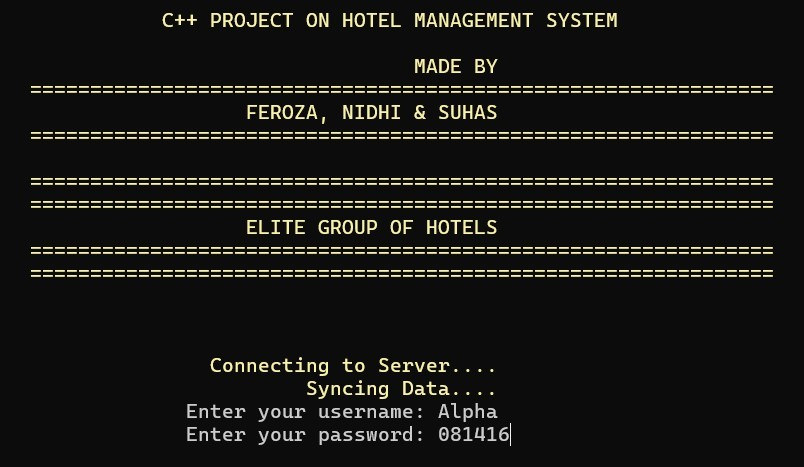 C++ PROJECT ON HOTEL MANAGEMENT SYSTEM
MADE BY
==============================================================
FEROZA, NIDHI & SUHAS
==============================================================
==============================================================
==============================================================
ELITE GROUP OF HOTELS
==============================================================
==============================================================
Connecting to Server....
Syncing Data....
Enter your username: Alpha
Enter your password: 081416